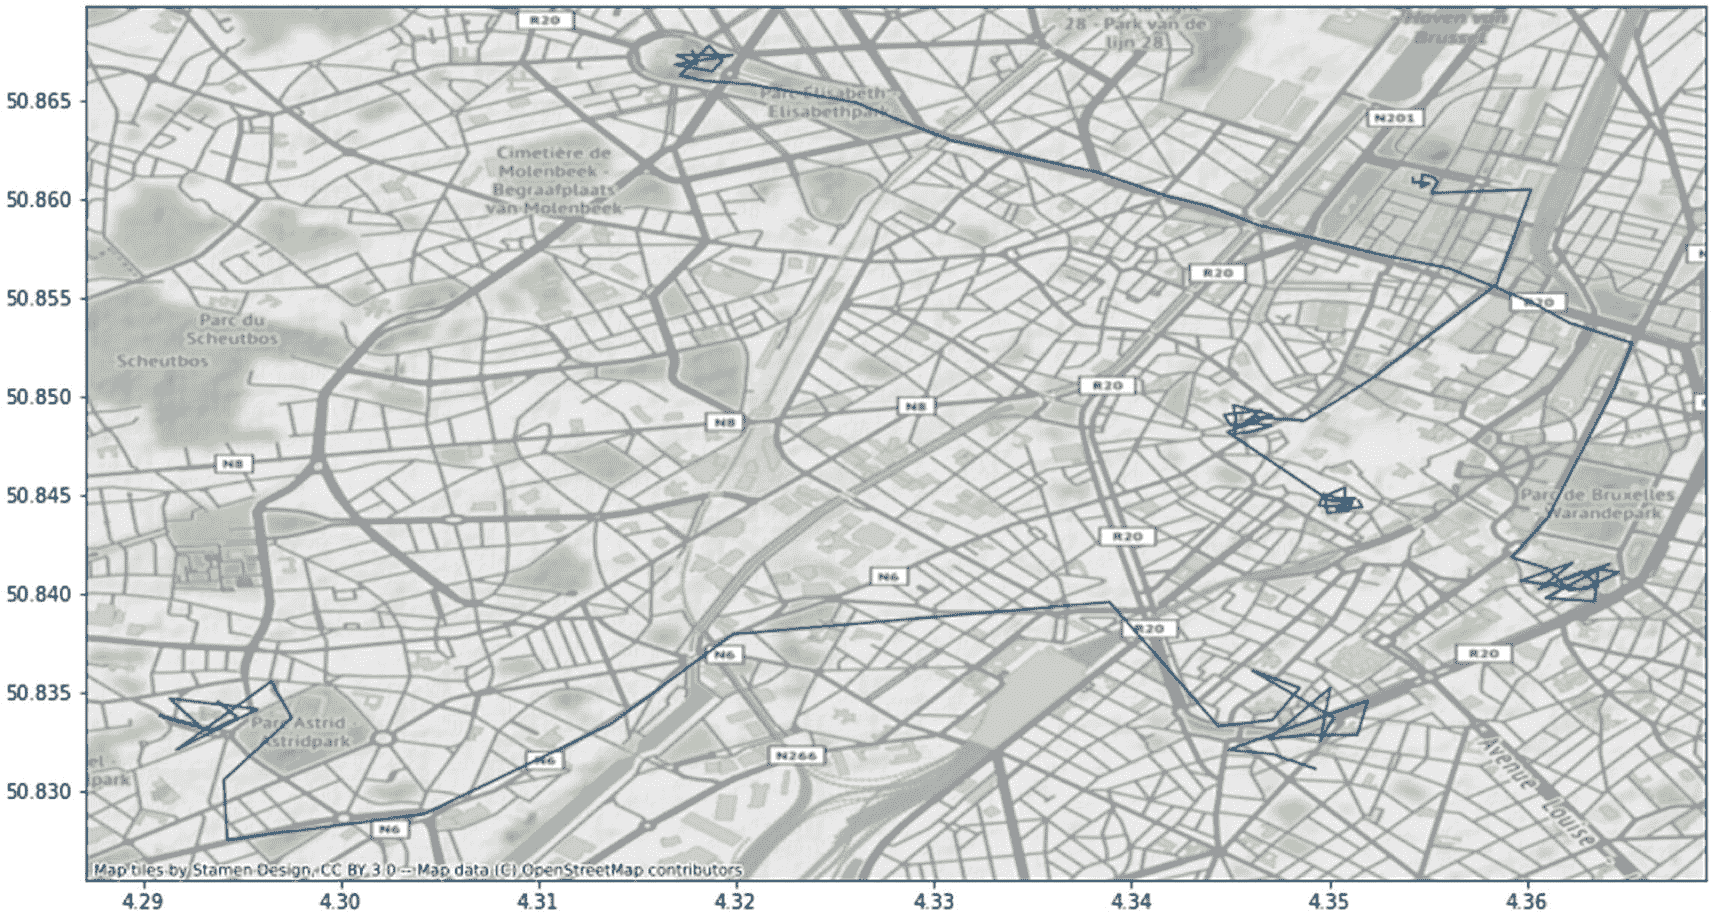 R20
28 - Park van de
lijn 28
Haven van
Brussel
50.865
Parc Elisabeth -
Elisabethpark
N201
Cimetière de
Molenbeek -
Begraafplaats
van Molenbeek
50.860
R20
50.855
R20
Parc du
Scheutbos
Scheutbos
R20
50.850
N8
N8
N8
50.845
Parc de Bruxelles
- Warandepark
R20
N6
50.840
R20
N6
R20
50.835
Parc Astrid -
Astridpark
N266
N6
park
Avenue Louise -
50.830
N6
Map tiles by Stamen Design, CC BY 3.0 -- Map data (C) OpenStreetMap contributors
4.29 4.30 4.31 4.32 4.33 4.34 4.35 4.36